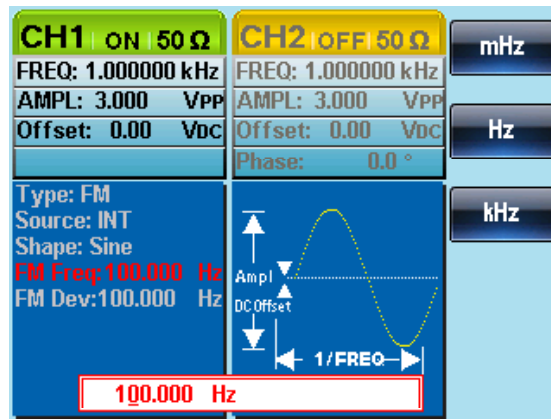 CH1 ON 50 Ω
FREQ: 1.000000 kHz
AMPL: 3.000 VPP
Offset: 0.00 VDC
CH2 OFF 50 Ω
FREQ: 1.000000 kHz
AMPL: 3.000 VPP
Offset: 0.00 VDC
Phase: 0.0 °
mHz
Hz
kHz
Type: FM
Source: INT
Shape: Sine
FM Freq:100.000 Hz
FM Dev:100.000 Hz
Ampl
DC Offset
1/FREQ
100.000 Hz